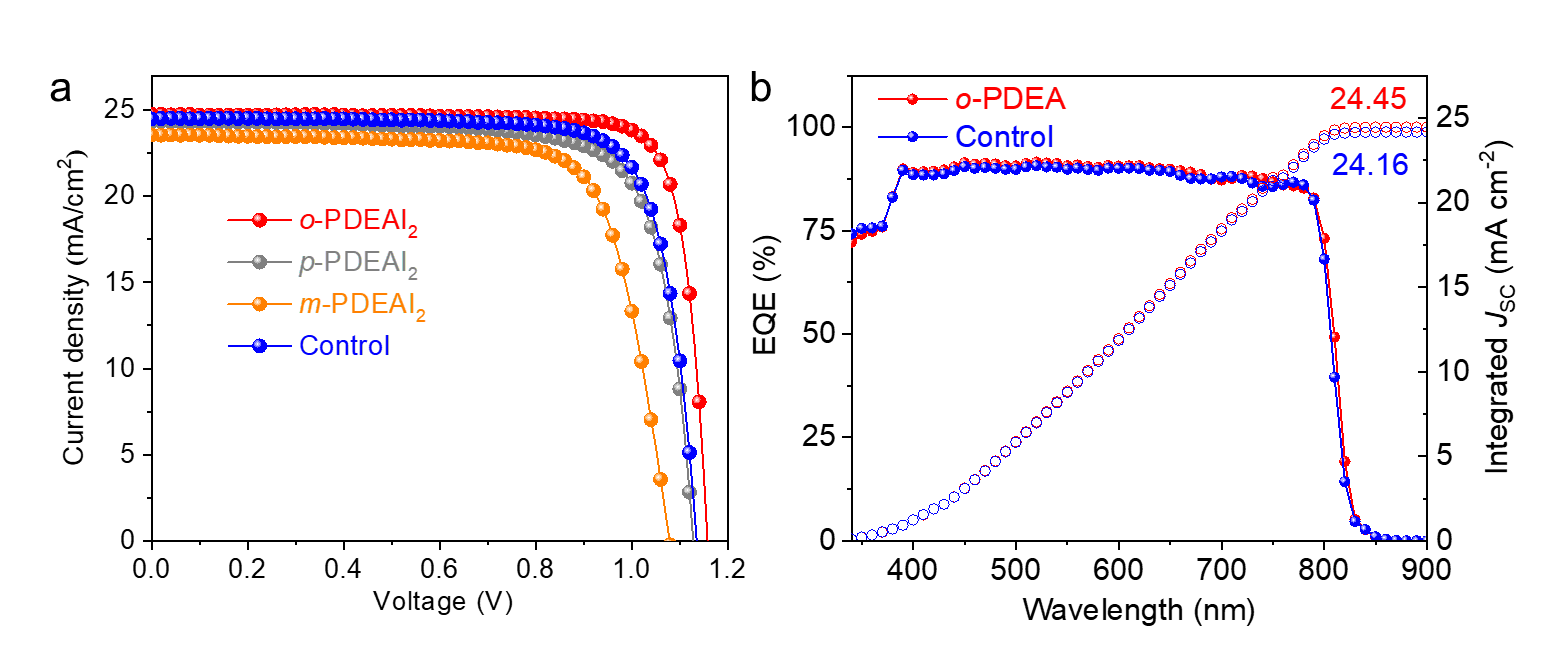 a
Current density (mA/cm²)
25
20
15
10
5
0
o-PDEAI₂
p-PDEAI₂
m-PDEAI₂
Control
0.0 0.2 0.4 0.6 0.8 1.0 1.2
Voltage (V)
b
EQE (%)
100
75
50
25
0
o-PDEA
Control
24.45
24.16
25
20
15
10
5
0
Integrated JSC (mA cm⁻²)
400 500 600 700 800 900
Wavelength (nm)